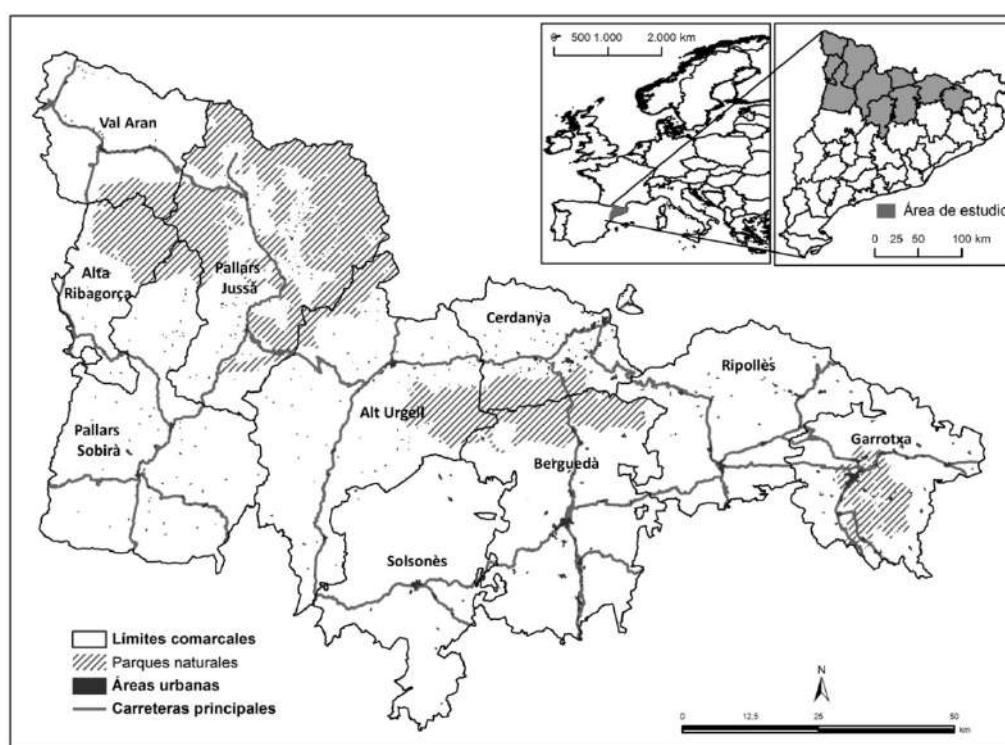 0 500 1.000 2.000 km
Área de estudio
0 25 50 100 km
Val Aran
Alta
Ribagorça
Pallars
Jussà
Cerdanya
Ripollès
Alt Urgell
Pallars
Sobirà
Garrotxa
Berguedà
Solsonès
Límites comarcales
Parques naturales
Áreas urbanas
Carreteras principales
N
0 12,5 25 50
km